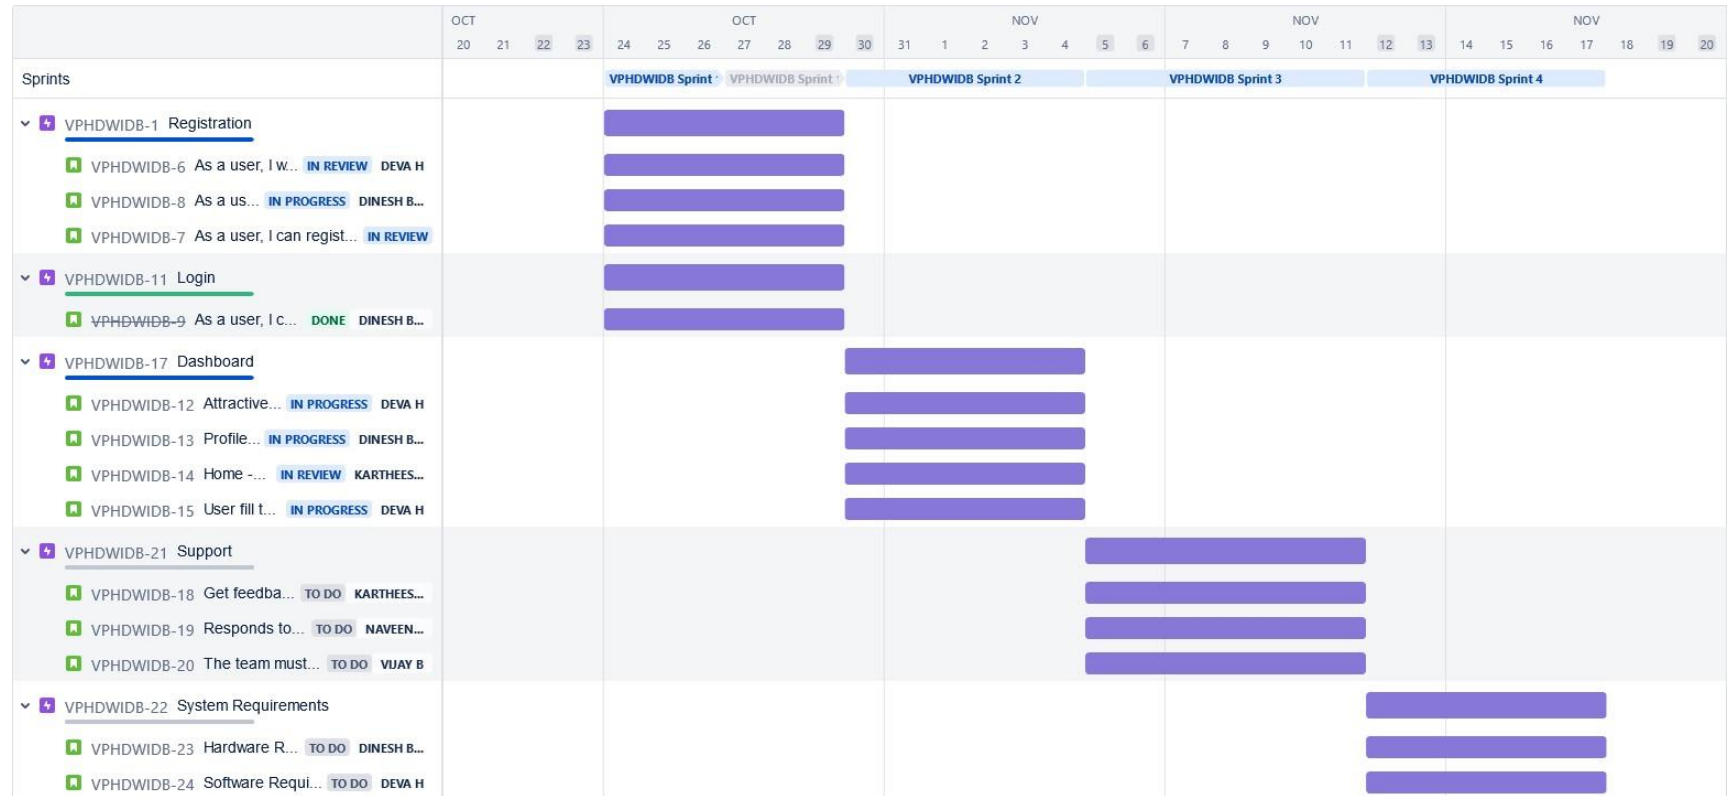 OCT OCT NOV NOV NOV
20 21 22 23 24 25 26 27 28 29 30 31 1 2 3 4 5 6 7 8 9 10 11 12 13 14 15 16 17 18 19 20
Sprints VPHDWIDB Sprint VPHDWIDB Sprint VPHDWIDB Sprint 2 VPHDWIDB Sprint 3 VPHDWIDB Sprint 4
VPHDWIDB-1 Registration
VPHDWIDB-6 As a user, I w... IN REVIEW DEVA H
VPHDWIDB-8 As a us... IN PROGRESS DINESH B...
VPHDWIDB-7 As a user, I can regist... IN REVIEW
VPHDWIDB-11 Login
VPHDWIDB-9 As a user, I c... DONE DINESH B...
VPHDWIDB-17 Dashboard
VPHDWIDB-12 Attractive... IN PROGRESS DEVA H
VPHDWIDB-13 Profile... IN PROGRESS DINESH B...
VPHDWIDB-14 Home -... IN REVIEW KARTHEES...
VPHDWIDB-15 User fill t... IN PROGRESS DEVA H
VPHDWIDB-21 Support
VPHDWIDB-18 Get feedba... TO DO KARTHEES...
VPHDWIDB-19 Responds to... TO DO NAVEEN...
VPHDWIDB-20 The team must... TO DO VIJAY B
VPHDWIDB-22 System Requirements
VPHDWIDB-23 Hardware R... TO DO DINESH B...
VPHDWIDB-24 Software Requi... TO DO DEVA H